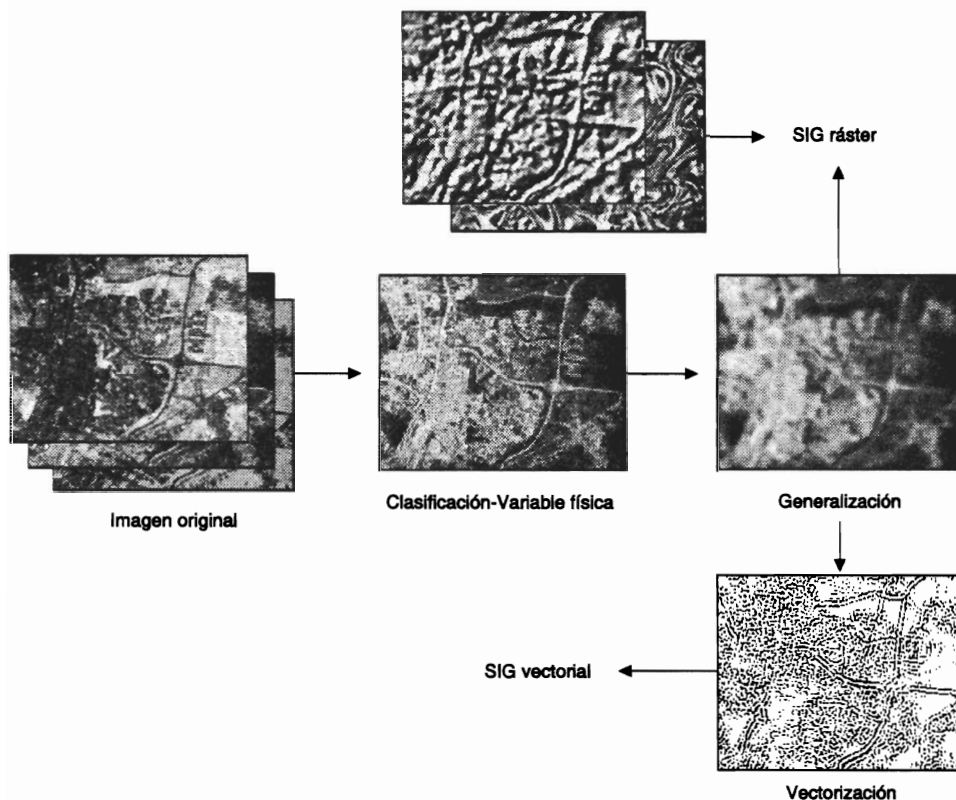 SIG ráster
Imagen original
Clasificación-Variable física
Generalización
SIG vectorial
Vectorización